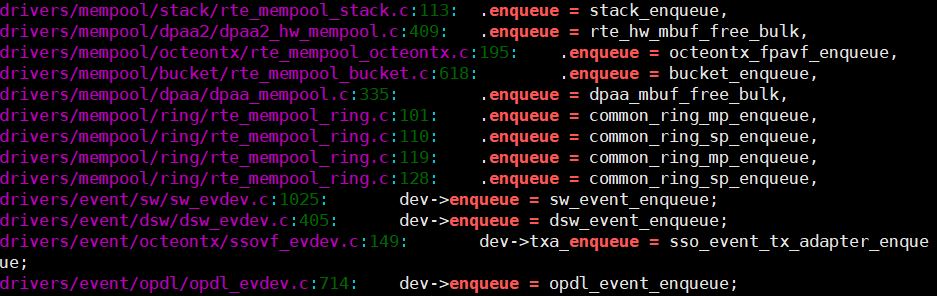 drivers/mempool/stack/rte_mempool_stack.c:113:  .enqueue = stack_enqueue,
drivers/mempool/dpaa2/dpaa2_hw_mempool.c:409:  .enqueue = rte_hw_mbuf_free_bulk,
drivers/mempool/octeontx/rte_mempool_octeontx.c:195:    .enqueue = octeontx_fpavf_enqueue,
drivers/mempool/bucket/rte_mempool_bucket.c:618:        .enqueue = bucket_enqueue,
drivers/mempool/dpaa/dpaa_mempool.c:335:        .enqueue = dpaa_mbuf_free_bulk,
drivers/mempool/ring/rte_mempool_ring.c:101:    .enqueue = common_ring_mp_enqueue,
drivers/mempool/ring/rte_mempool_ring.c:110:    .enqueue = common_ring_sp_enqueue,
drivers/mempool/ring/rte_mempool_ring.c:119:    .enqueue = common_ring_mp_enqueue,
drivers/mempool/ring/rte_mempool_ring.c:128:    .enqueue = common_ring_sp_enqueue,
drivers/event/sw/sw_evdev.c:1025:       dev->enqueue = sw_event_enqueue;
drivers/event/dsw/dsw_evdev.c:405:      dev->enqueue = dsw_event_enqueue;
drivers/event/octeontx/ssovf_evdev.c:149:       dev->txa_enqueue = sso_event_tx_adapter_enque
ue;
drivers/event/opdl/opdl_evdev.c:714:    dev->enqueue = opdl_event_enqueue;